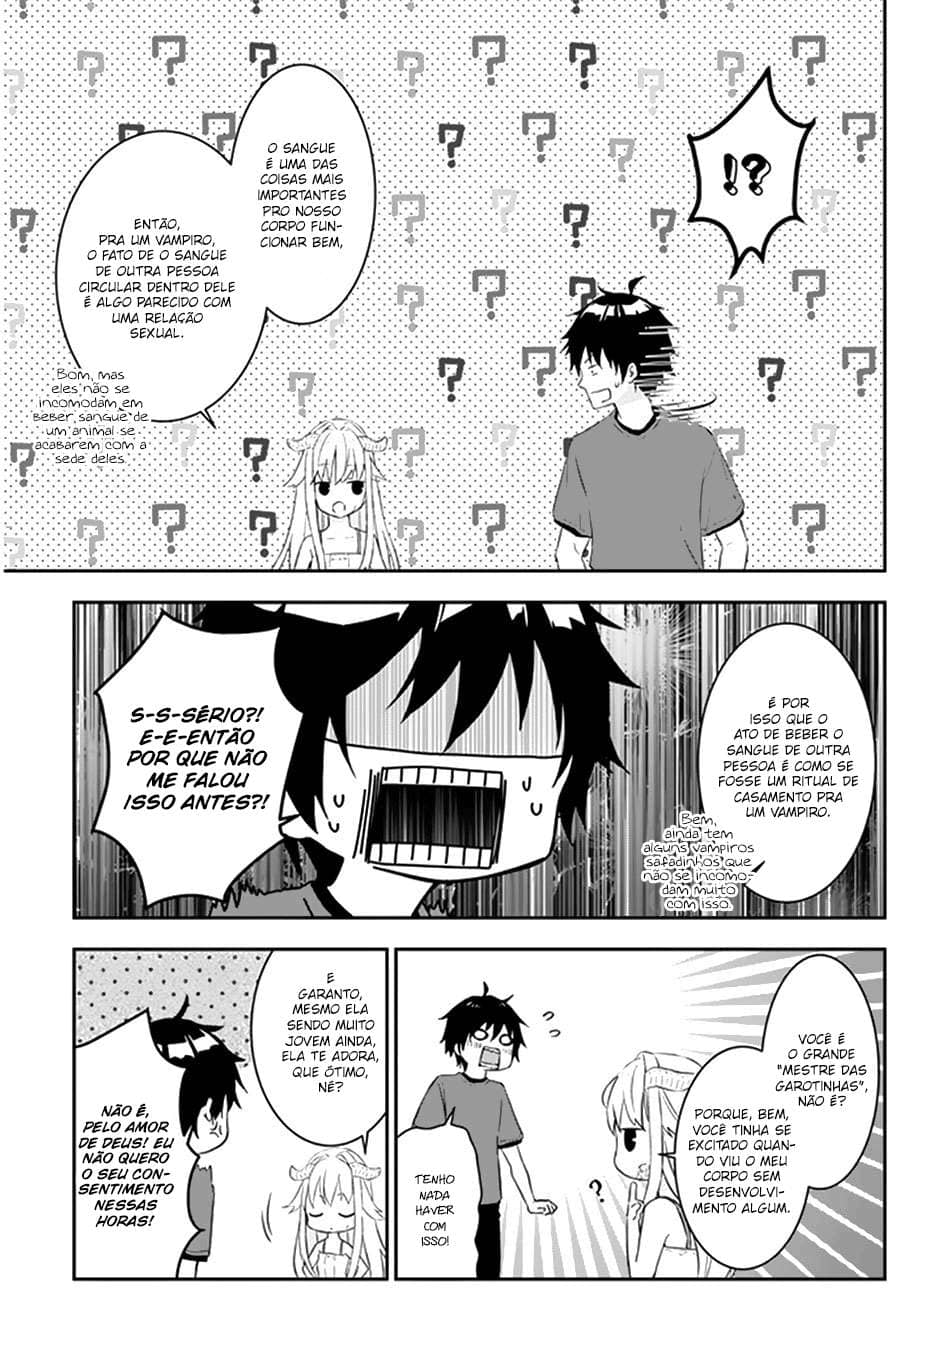 !?
O SANGUE
É UMA DAS
COISAS MAIS
IMPORTANTES
PRO NOSSO
CORPO FUN-
CIONAR BEM,
ENTÃO,
PRA UM VAMPIRO,
O FATO DE O SANGUE
DE OUTRA PESSOA
CIRCULAR DENTRO DELE
É ALGO PARECIDO COM
UMA RELAÇÃO
SEXUAL.
Bom, mas
eles não se
incomodam em
beber sangue de
um animal se
acabarem com a
sede deles.
É POR
ISSO QUE O
ATO DE BEBER O
SANGUE DE OUTRA
PESSOA É COMO SE
FOSSE UM RITUAL DE
CASAMENTO PRA
UM VAMPIRO.
Bem,
ainda tem
alguns vampiros
safadinhos que
não se incomo-
dam muito
com isso.
S-S-SÉRIO?!
E-E-ENTÃO
POR QUE NÃO
ME FALOU
ISSO ANTES?!
VOCÊ É
O GRANDE
"MESTRE DAS
GAROTINHAS",
NÃO É?
PORQUE, BEM,
VOCÊ TINHA SE
EXCITADO QUAN-
DO VIU O MEU
CORPO SEM
DESENVOLVI-
MENTO ALGUM.
?
TENHO
NADA
HAVER
COM
ISSO!
E
GARANTO,
MESMO ELA
SENDO MUITO
JOVEM AINDA,
ELA TE ADORA,
QUE ÓTIMO,
NÉ?
NÃO É,
PELO AMOR
DE DEUS! EU
NÃO QUERO
O SEU CON-
SENTIMENTO
NESSAS
HORAS!